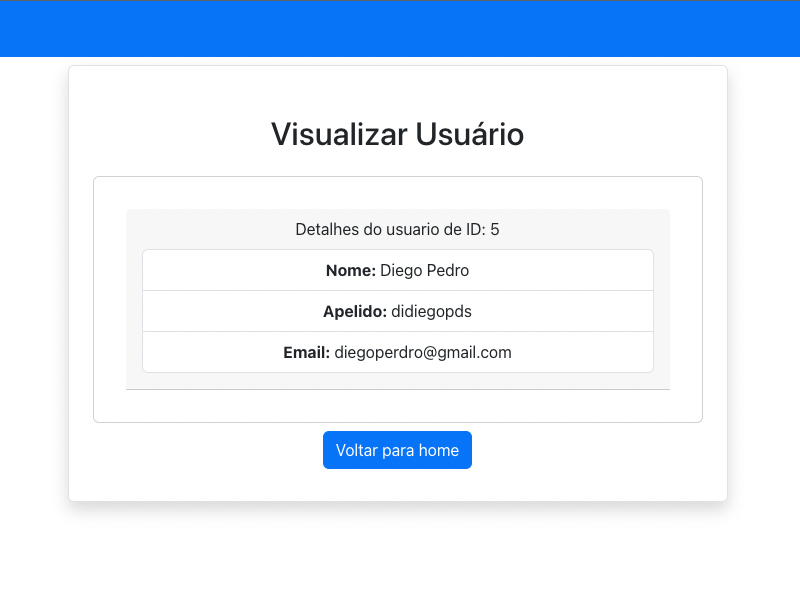 Visualizar Usuário
Detalhes do usuario de ID: 5
Nome: Diego Pedro
Apelido: didiegopds
Email: diegoperdro@gmail.com
Voltar para home